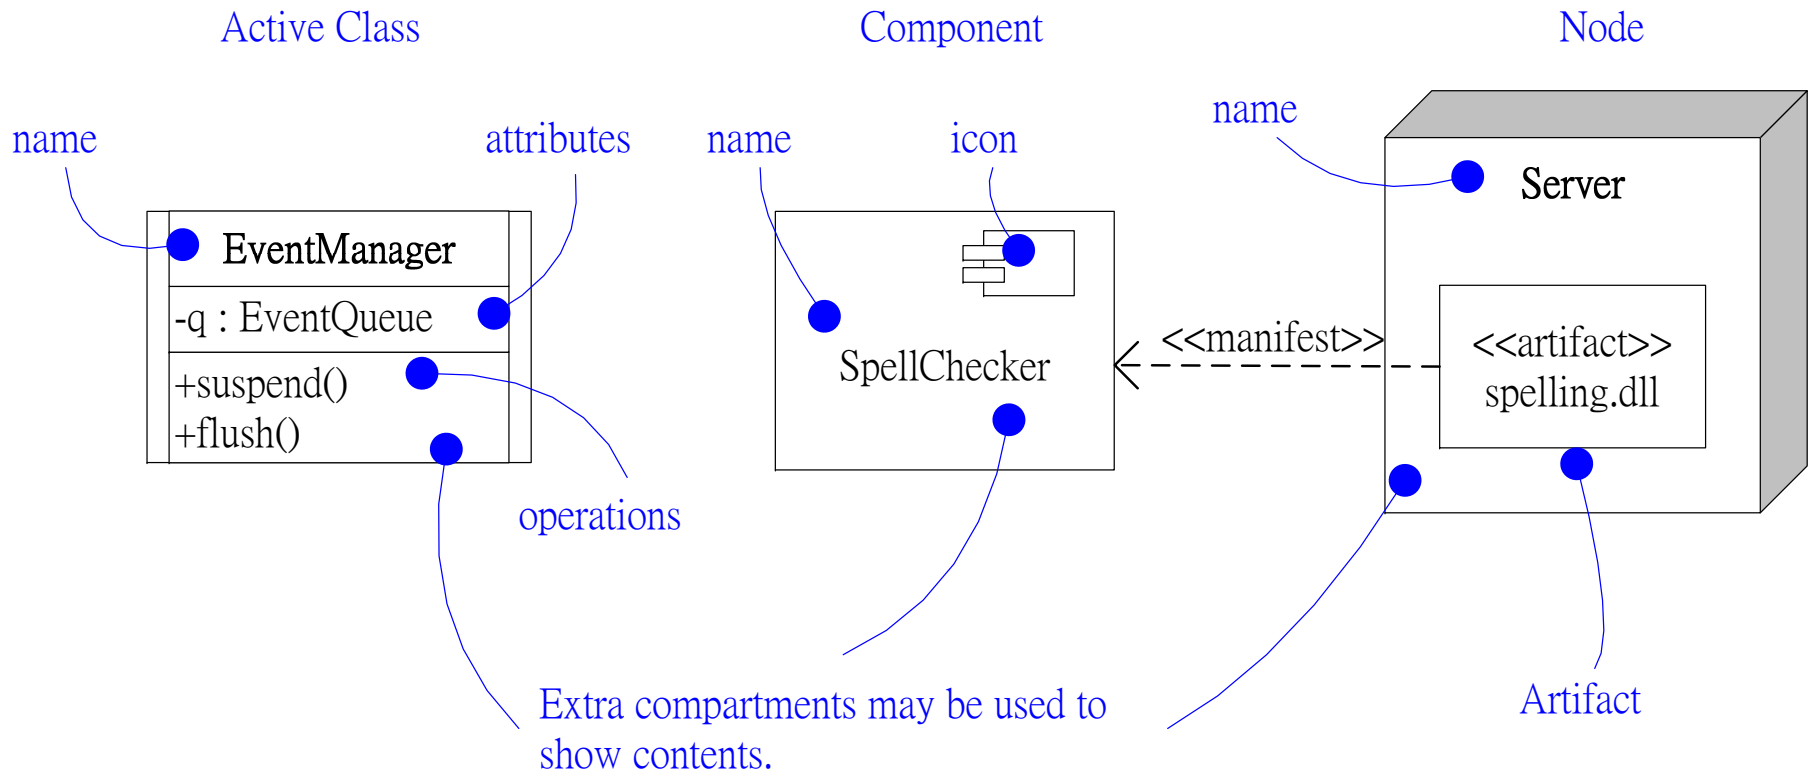 Active Class
Component
Node
name
attributes
name
icon
name
EventManager
-q : EventQueue
+suspend()
+flush()
operations
SpellChecker
<<manifest>>
Server
<<artifact>>
spelling.dll
Extra compartments may be used to
show contents.
Artifact